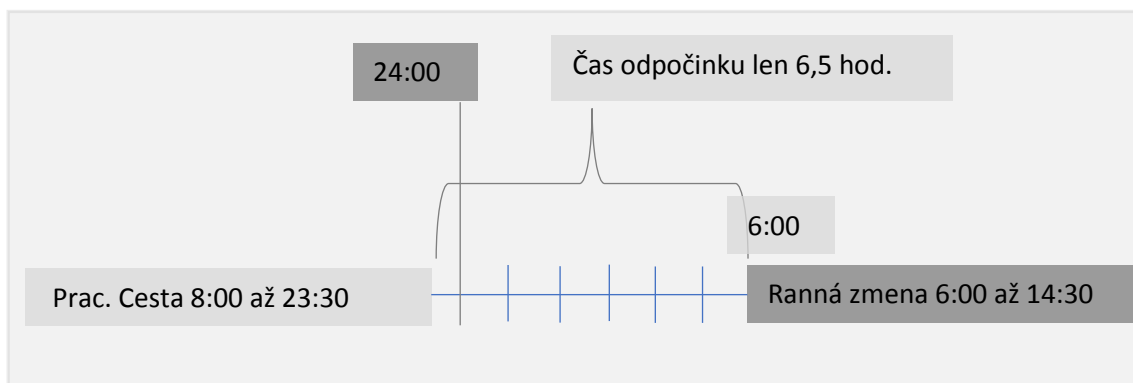 24:00
Čas odpočinku len 6,5 hod.
6:00
Prac. Cesta 8:00 až 23:30
Ranná zmena 6:00 až 14:30